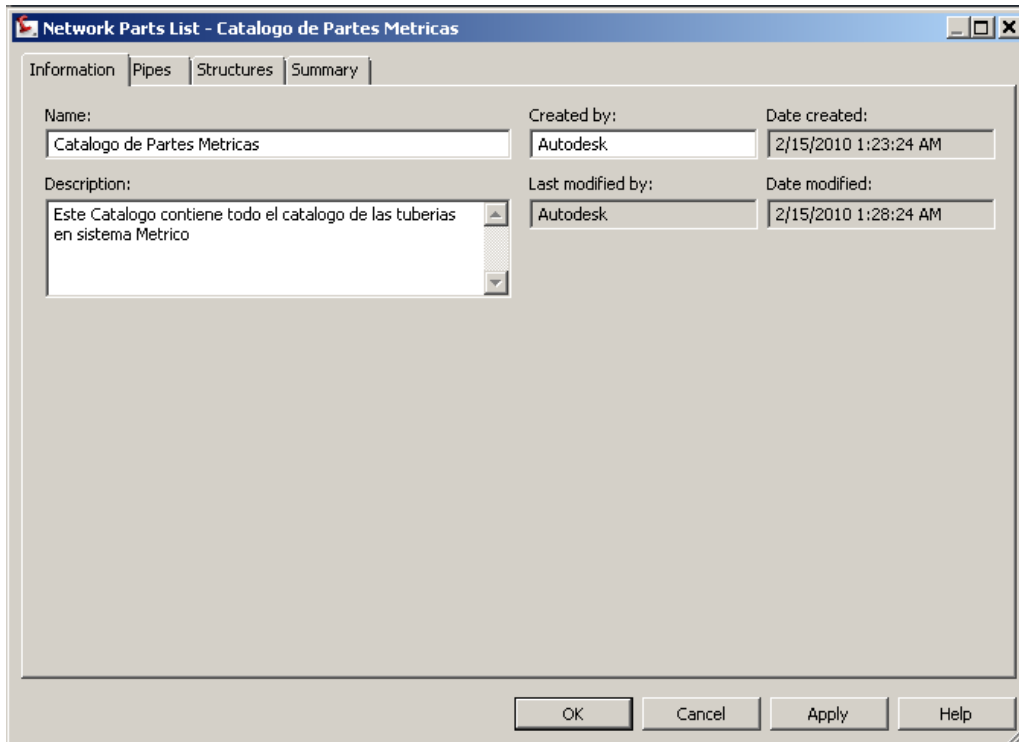 Network Parts List - Catalogo de Partes Metricas
Information Pipes Structures Summary
Name: Created by: Date created:
Catalogo de Partes Metricas Autodesk 2/15/2010 1:23:24 AM
Description: Last modified by: Date modified:
Este Catalogo contiene todo el catalogo de las tuberias Autodesk 2/15/2010 1:28:24 AM
en sistema Metrico
OK Cancel Apply Help